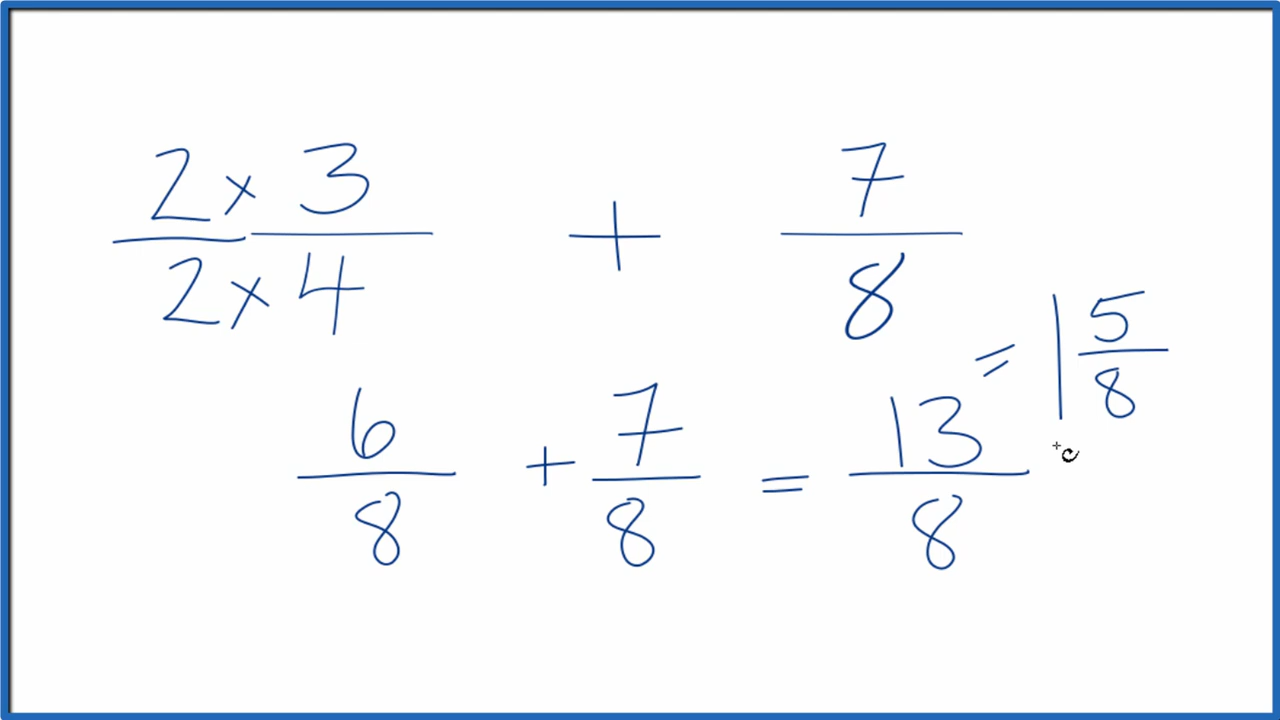 2 × 3 / 2 × 4 + 7/8
6/8 + 7/8 = 13/8 = 1 5/8